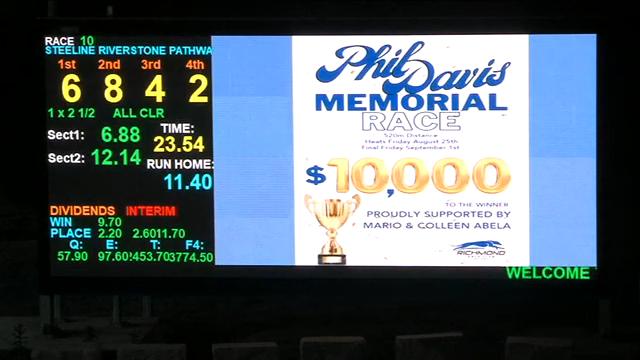 RACE 10
STEELINE RIVERSTONE PATHWA
1st 2nd 3rd 4th
6 8 4 2
1 x 2 1/2 ALL CLR
Sect1: 6.88
Sect2: 12.14
TIME:
23.54
RUN HOME:
11.40
DIVIDENDS INTERIM
WIN 9.70
PLACE 2.20 2.60 11.70
Q: E: T: F4:
57.90 97.60 !453.70 3774.50
Phil Davis
MEMORIAL
RACE
520m Distance
Heats Friday August 25th
Final Friday September 1st
$10,000
TO THE WINNER
PROUDLY SUPPORTED BY
MARIO & COLLEEN ABELA
RICHMOND
WELCOME